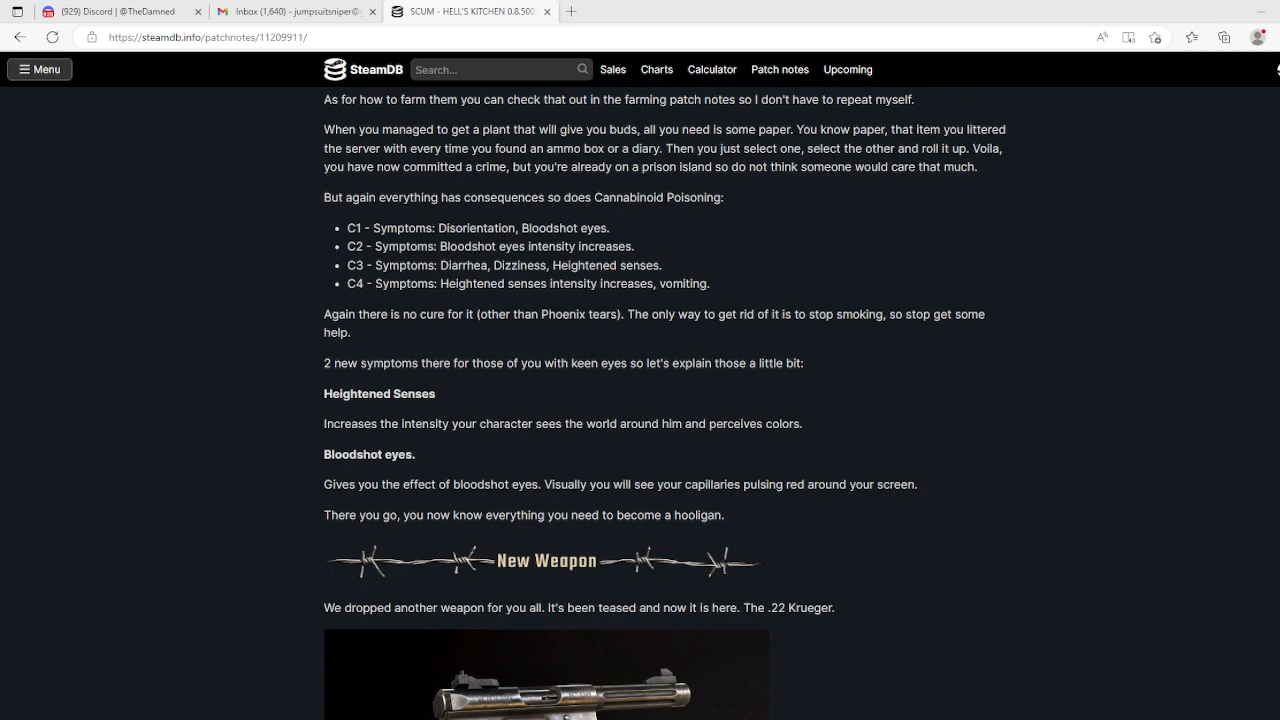 (929) Discord | @TheDamned
Inbox (1,640) - jumpsuitsniper@
SCUM - HELL'S KITCHEN 0.8.500.
https://steamdb.info/patchnotes/11209911/
Menu
SteamDB
Search...
Sales
Charts
Calculator
Patch notes
Upcoming
As for how to farm them you can check that out in the farming patch notes so I don't have to repeat myself.
When you managed to get a plant that will give you buds, all you need is some paper. You know paper, that item you littered
the server with every time you found an ammo box or a diary. Then you just select one, select the other and roll it up. Voila,
you have now committed a crime, but you're already on a prison island so do not think someone would care that much.
But again everything has consequences so does Cannabinoid Poisoning:
• C1 - Symptoms: Disorientation, Bloodshot eyes.
• C2 - Symptoms: Bloodshot eyes intensity increases.
• C3 - Symptoms: Diarrhea, Dizziness, Heightened senses.
• C4 - Symptoms: Heightened senses intensity increases, vomiting.
Again there is no cure for it (other than Phoenix tears). The only way to get rid of it is to stop smoking, so stop get some
help.
2 new symptoms there for those of you with keen eyes so let's explain those a little bit:
Heightened Senses
Increases the intensity your character sees the world around him and perceives colors.
Bloodshot eyes.
Gives you the effect of bloodshot eyes. Visually you will see your capillaries pulsing red around your screen.
There you go, you now know everything you need to become a hooligan.
New Weapon
We dropped another weapon for you all. It's been teased and now it is here. The .22 Krueger.